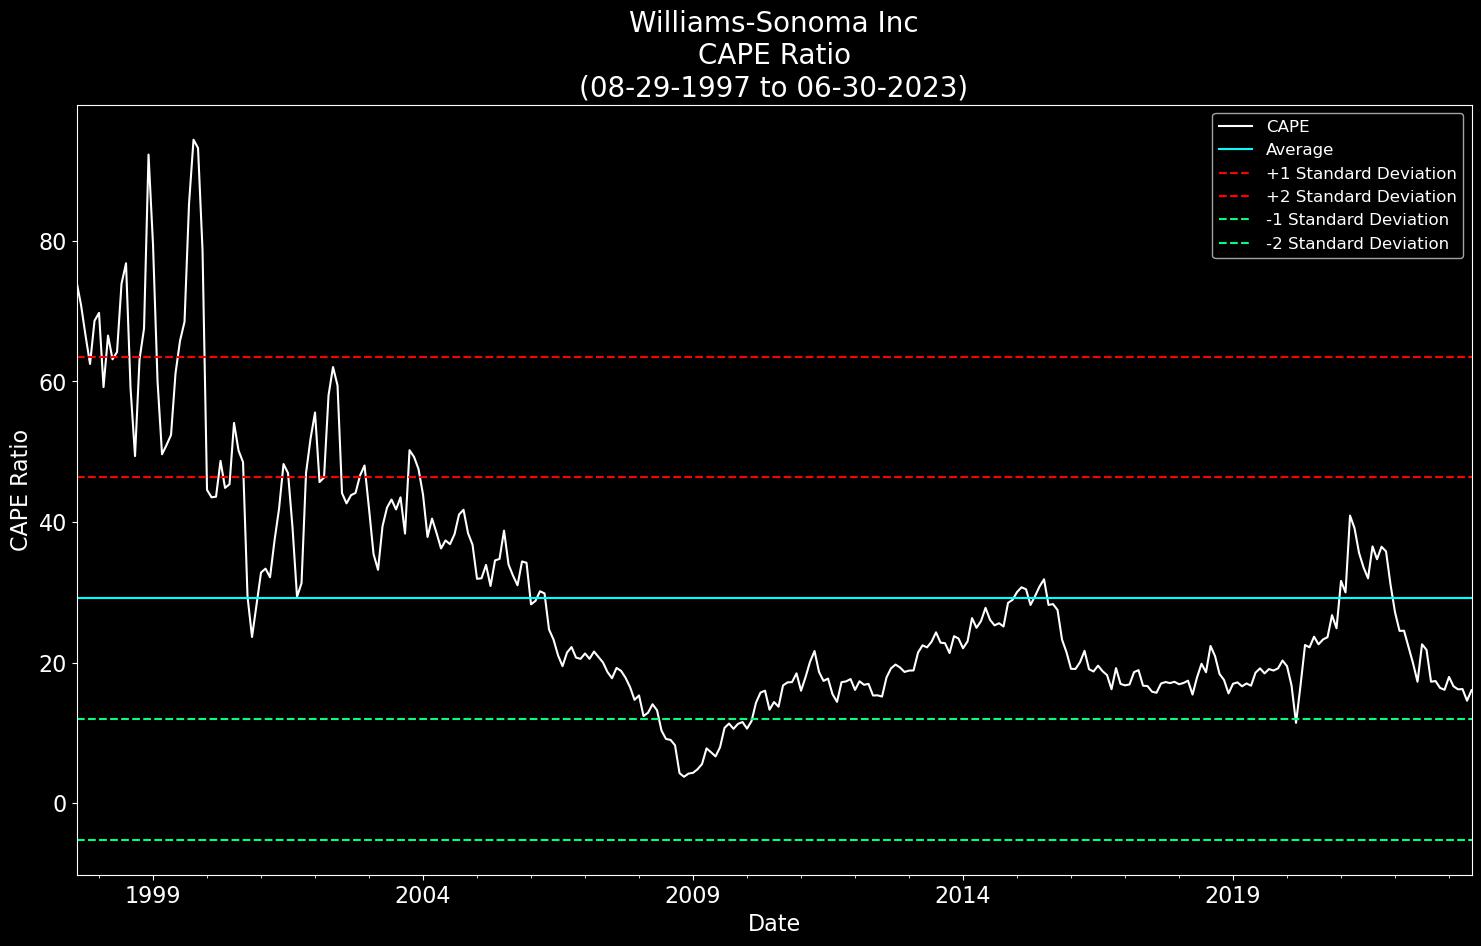 Williams-Sonoma Inc
CAPE Ratio
(08-29-1997 to 06-30-2023)
CAPE
Average
+1 Standard Deviation
+2 Standard Deviation
-1 Standard Deviation
-2 Standard Deviation
CAPE Ratio
80
60
40
20
0
1999 2004 2009 2014 2019
Date